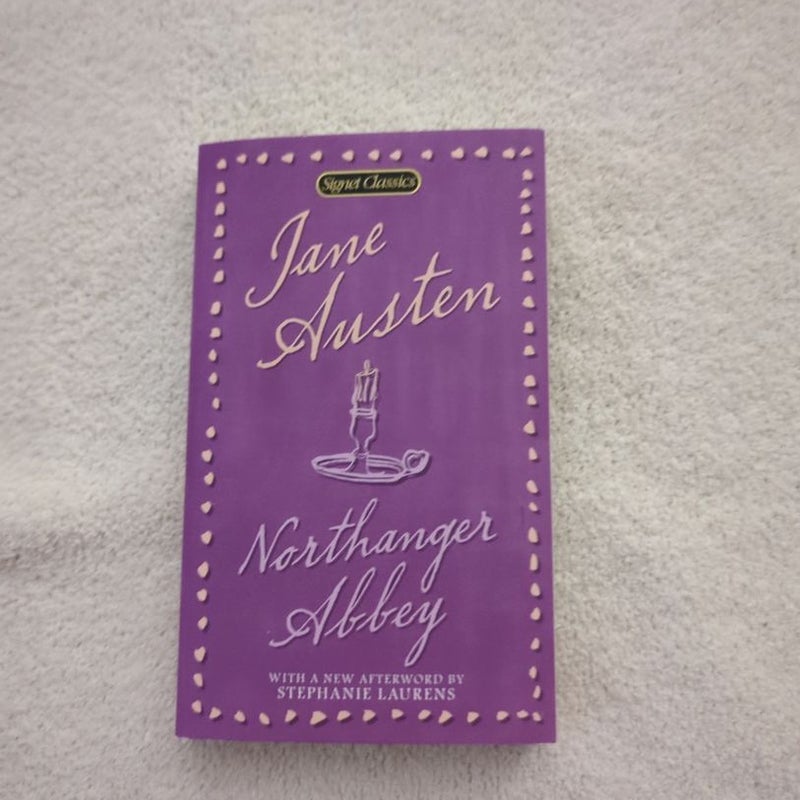 Signet Classics
Jane
Austen
Northanger
Abbey
WITH A NEW AFTERWORD BY
STEPHANIE LAURENS